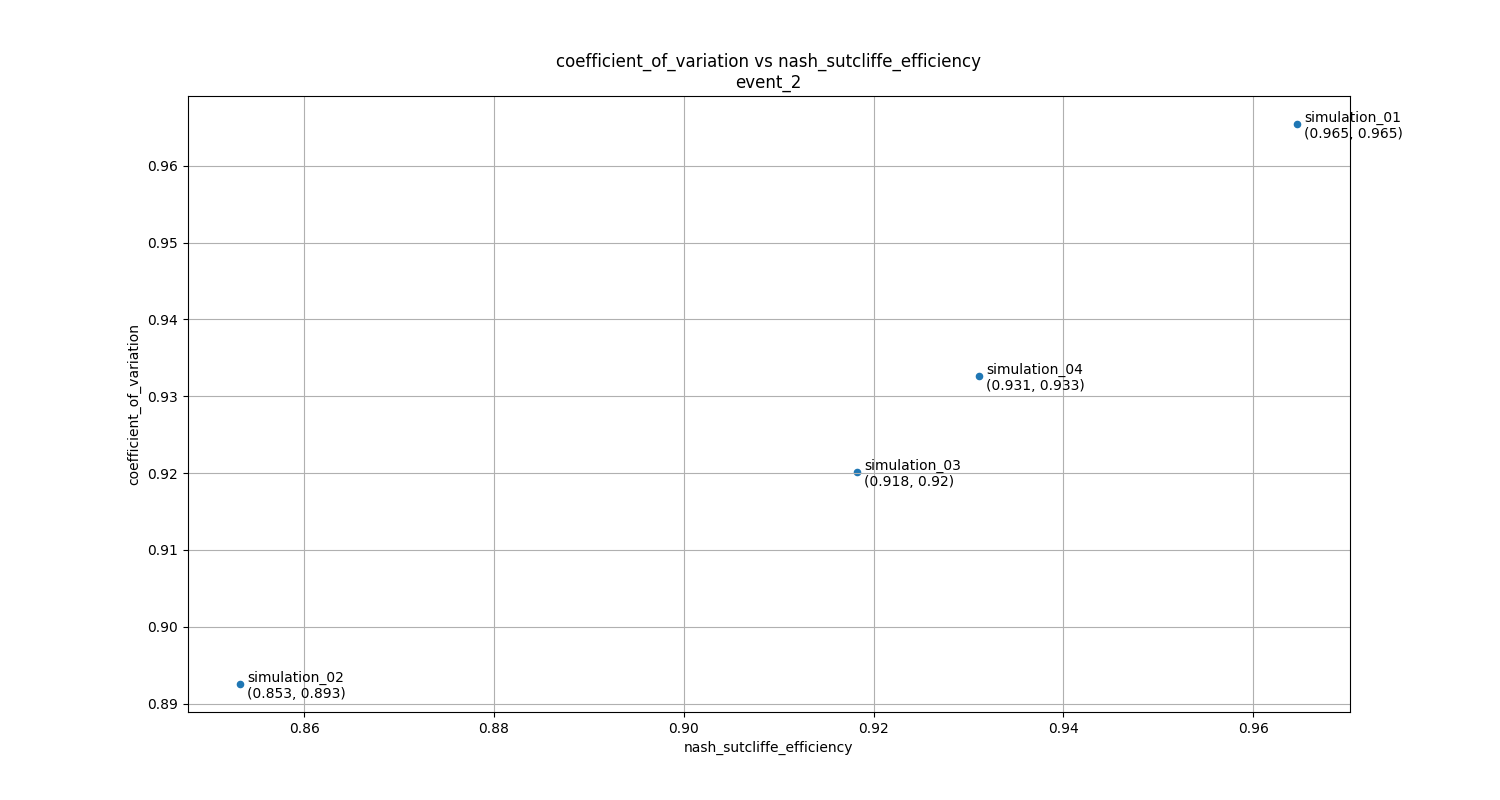 coefficient_of_variation vs nash_sutcliffe_efficiency
event_2
simulation_01
(0.965, 0.965)
0.96
0.95
0.94
simulation_04
(0.931, 0.933)
0.93
coefficient_of_variation
simulation_03
(0.918, 0.92)
0.92
0.91
0.90
simulation_02
(0.853, 0.893)
0.89
0.86 0.88 0.90 0.92 0.94 0.96
nash_sutcliffe_efficiency